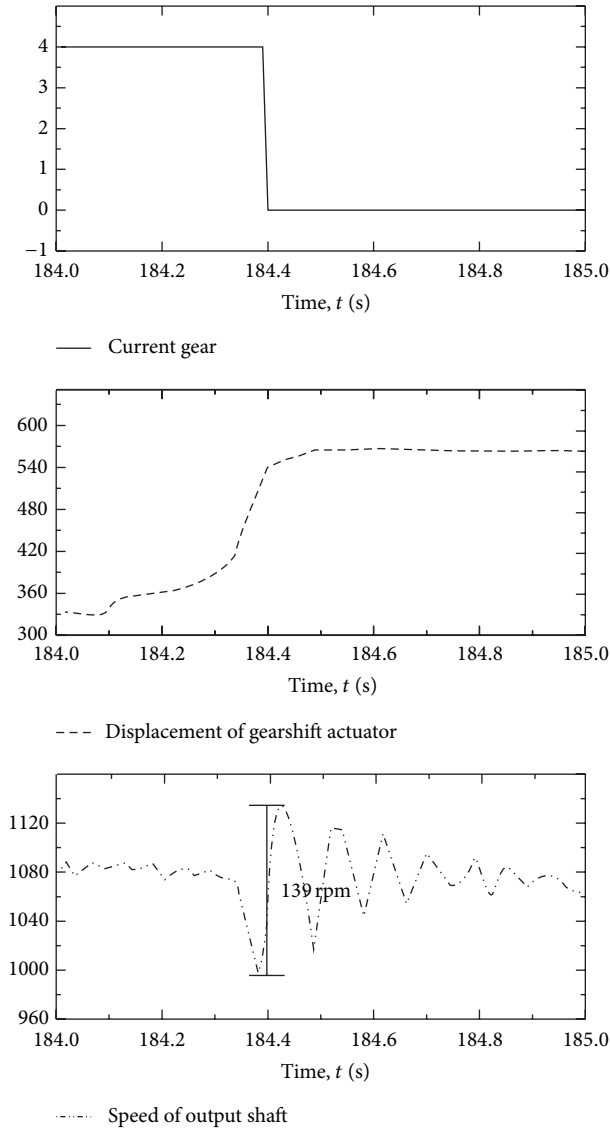 4
3
2
1
0
−1
184.0 184.2 184.4 184.6 184.8 185.0
Time, t (s)
Current gear
600
540
480
420
360
300
184.0 184.2 184.4 184.6 184.8 185.0
Time, t (s)
Displacement of gearshift actuator
1120
1080
139 rpm
1040
1000
960
184.0 184.2 184.4 184.6 184.8 185.0
Time, t (s)
Speed of output shaft